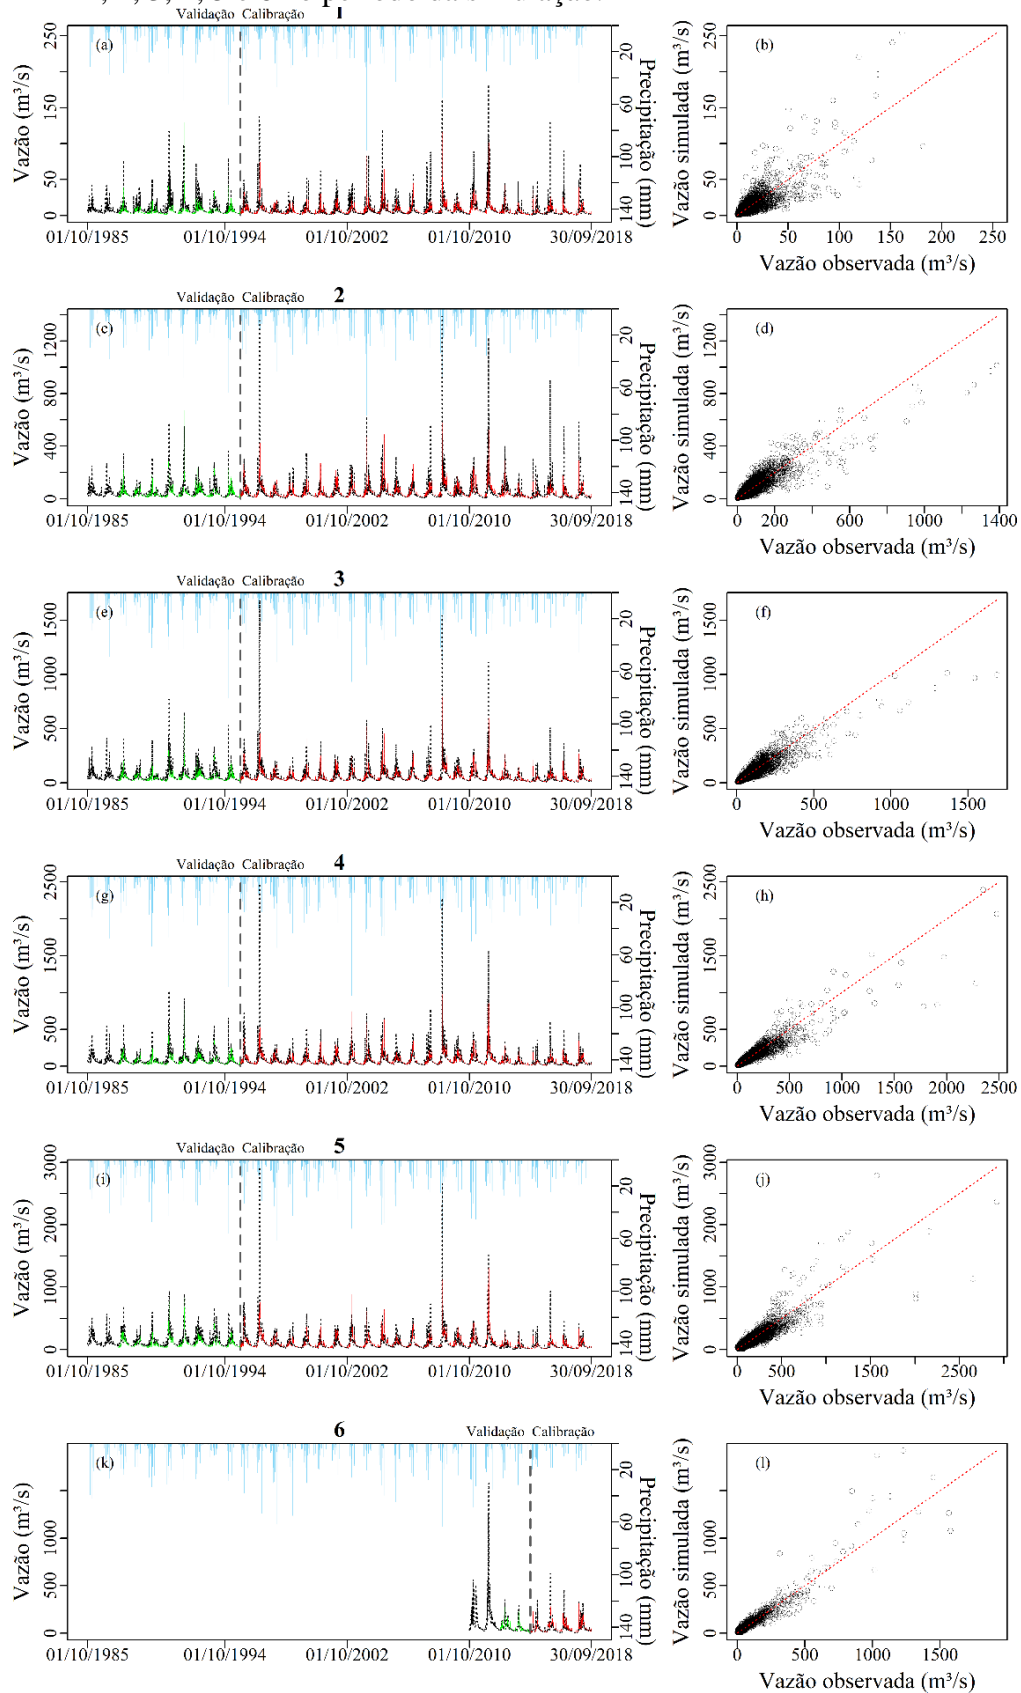 1
Validação Calibração
(a)
Vazão (m³/s)
0 50 150 250
Precipitação (mm)
20 60 100 140
01/10/1985 01/10/1994 01/10/2002 01/10/2010 30/09/2018
(b)
Vazão simulada (m³/s)
0 50 150 250
0 50 100 150 200 250
Vazão observada (m³/s)
Validação Calibração 2
(c)
Vazão (m³/s)
0 400 800 1200
Precipitação (mm)
20 60 100 140
01/10/1985 01/10/1994 01/10/2002 01/10/2010 30/09/2018
(d)
Vazão simulada (m³/s)
0 400 800 1200
0 200 600 1000 1400
Vazão observada (m³/s)
Validação Calibração 3
(e)
Vazão (m³/s)
0 500 1000 1500
Precipitação (mm)
20 60 100 140
01/10/1985 01/10/1994 01/10/2002 01/10/2010 30/09/2018
(f)
Vazão simulada (m³/s)
0 500 1000 1500
0 500 1000 1500
Vazão observada (m³/s)
Validação Calibração 4
(g)
Vazão (m³/s)
0 500 1500 2500
Precipitação (mm)
20 60 100 140
01/10/1985 01/10/1994 01/10/2002 01/10/2010 30/09/2018
(h)
Vazão simulada (m³/s)
0 500 1500 2500
0 500 1000 1500 2000 2500
Vazão observada (m³/s)
Validação Calibração 5
(i)
Vazão (m³/s)
0 1000 2000 3000
Precipitação (mm)
20 60 100 140
01/10/1985 01/10/1994 01/10/2002 01/10/2010 30/09/2018
(j)
Vazão simulada (m³/s)
0 1000 2000 3000
0 500 1500 2500
Vazão observada (m³/s)
6 Validação Calibração
(k)
Vazão (m³/s)
0 500 1000
Precipitação (mm)
20 60 100 140
01/10/1985 01/10/1994 01/10/2002 01/10/2010 30/09/2018
(l)
Vazão simulada (m³/s)
0 500 1000
0 500 1000 1500
Vazão observada (m³/s)